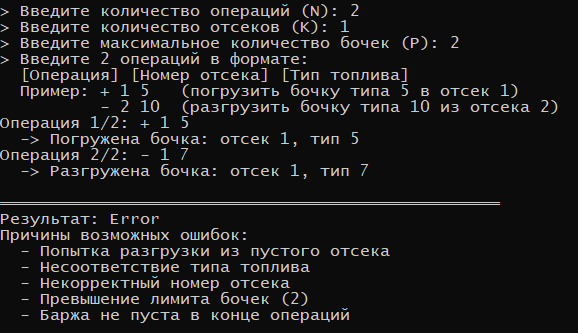 > Введите количество операций (N): 2
> Введите количество отсеков (K): 1
> Введите максимальное количество бочек (P): 2
> Введите 2 операций в формате:
[Операция] [Номер отсека] [Тип топлива]
Пример: + 1 5 (погрузить бочку типа 5 в отсек 1)
- 2 10 (разгрузить бочку типа 10 из отсека 2)
Операция 1/2: + 1 5
-> Погружена бочка: отсек 1, тип 5
Операция 2/2: - 1 7
-> Разгружена бочка: отсек 1, тип 7
Результат: Error
Причины возможных ошибок:
- Попытка разгрузки из пустого отсека
- Несоответствие типа топлива
- Некорректный номер отсека
- Превышение лимита бочек (2)
- Баржа не пуста в конце операций